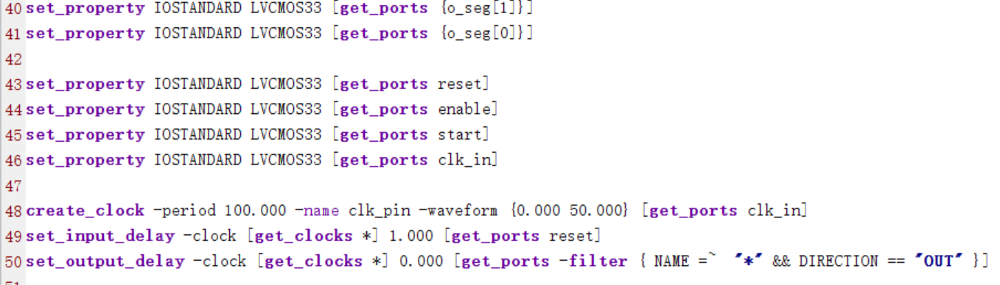 40 set_property IOSTANDARD LVCMOS33 [get_ports {o_seg[1]}]
41 set_property IOSTANDARD LVCMOS33 [get_ports {o_seg[0]}]
42
43 set_property IOSTANDARD LVCMOS33 [get_ports reset]
44 set_property IOSTANDARD LVCMOS33 [get_ports enable]
45 set_property IOSTANDARD LVCMOS33 [get_ports start]
46 set_property IOSTANDARD LVCMOS33 [get_ports clk_in]
47
48 create_clock -period 100.000 -name clk_pin -waveform {0.000 50.000} [get_ports clk_in]
49 set_input_delay -clock [get_clocks *] 1.000 [get_ports reset]
50 set_output_delay -clock [get_clocks *] 0.000 [get_ports -filter { NAME =~ "*" && DIRECTION == "OUT" }]
51